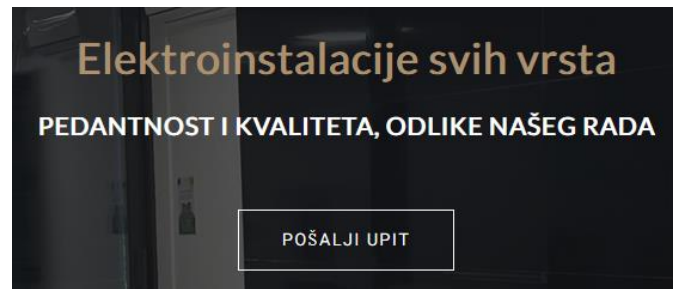 Elektroinstalacije svih vrsta
PEDANTNOST I KVALITETA, ODLIKE NAŠEG RADA
POŠALJI UPIT